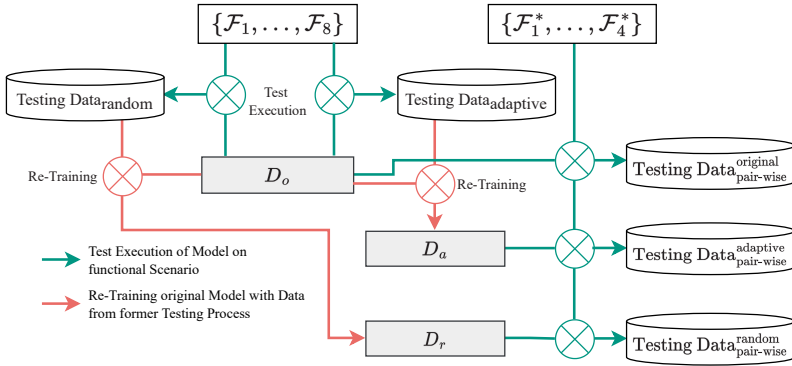 {𝓕₁, . . . , 𝓕₈}
{𝓕₁*, . . . , 𝓕₄*}
Testing Data_random
Test
Execution
Testing Data_adaptive
Re-Training
D_o
Re-Training
Testing Data^original_pair-wise
Test Execution of Model on
functional Scenario
D_a
Testing Data^adaptive_pair-wise
Re-Training original Model with Data
from former Testing Process
D_r
Testing Data^random_pair-wise